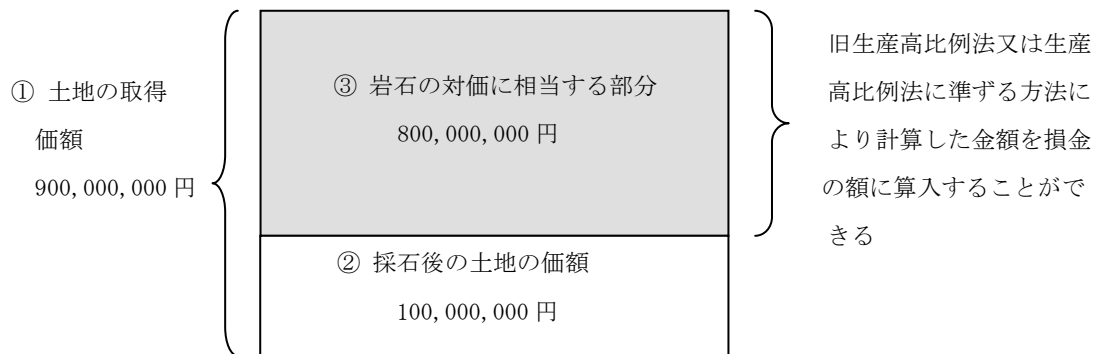 ① 土地の取得
価額
900,000,000 円
③ 岩石の対価に相当する部分
800,000,000 円
② 採石後の土地の価額
100,000,000 円
旧生産高比例法又は生産
高比例法に準ずる方法に
より計算した金額を損金
の額に算入することがで
きる